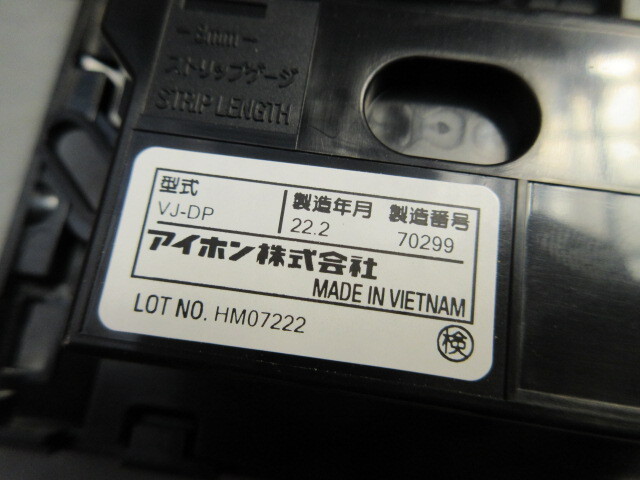 8mm
ストリップゲージ
STRIP LENGTH
型式 製造年月 製造番号
VJ-DP 22.2 70299
アイホン株式会社
MADE IN VIETNAM
LOT NO. HM07222
検